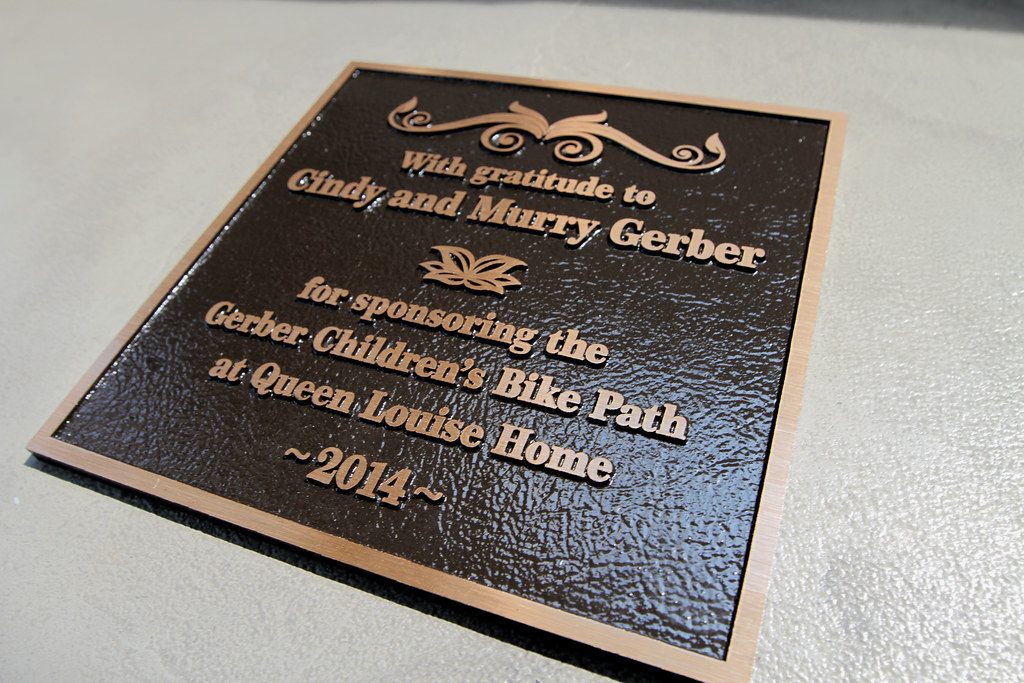 With gratitude to
Cindy and Murry Gerber
for sponsoring the
Gerber Children's Bike Path
at Queen Louise Home
~2014~